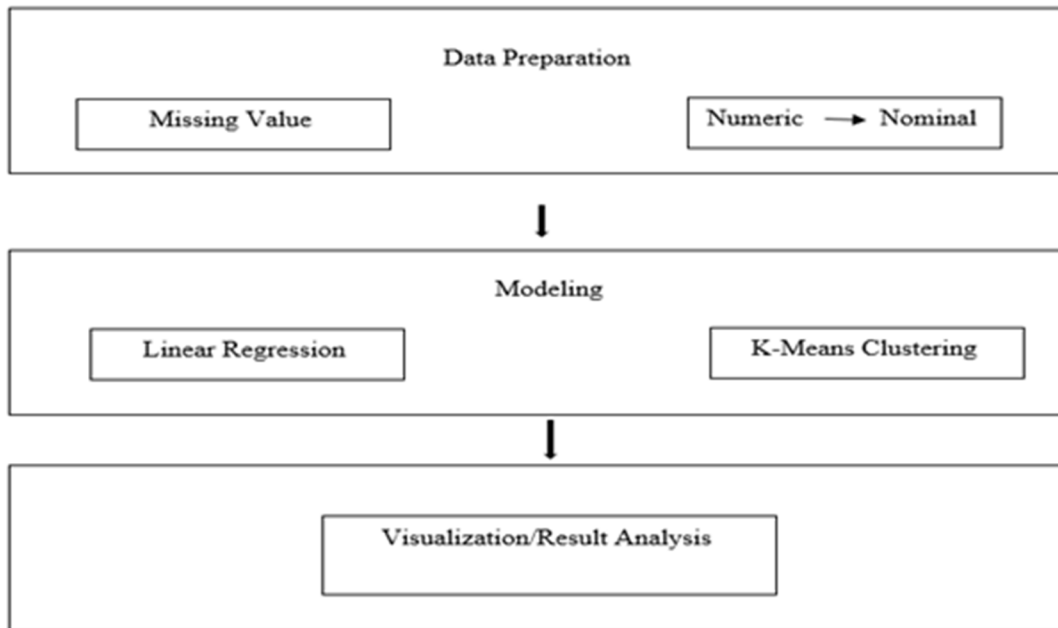 Data Preparation
Missing Value
Numeric → Nominal
Modeling
Linear Regression
K-Means Clustering
Visualization/Result Analysis